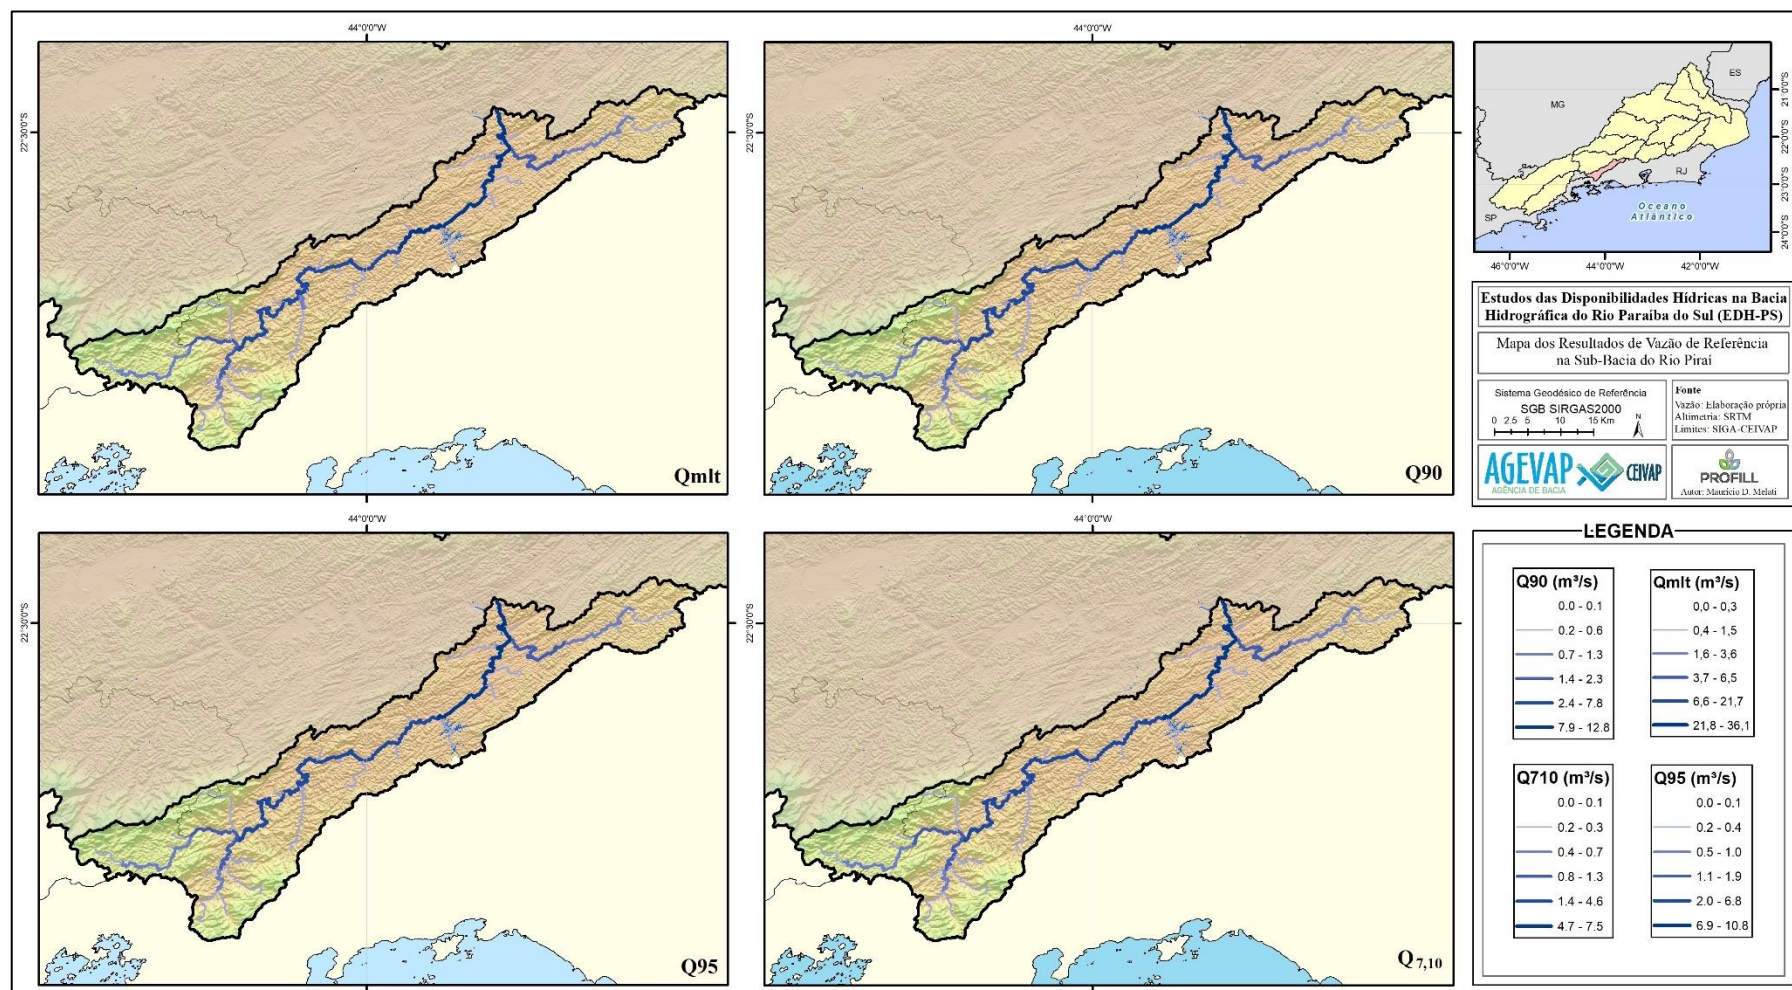 44°0'0"W
44°0'0"W
22°30'0"S
22°30'0"S
Qmlt
Q90
44°0'0"W
44°0'0"W
22°30'0"S
22°30'0"S
Q95
Q7,10
ES
MG
RJ
SP
Oceano
Atlântico
21°0'0"S
22°0'0"S
23°0'0"S
24°0'0"S
46°0'0"W
44°0'0"W
42°0'0"W
Estudos das Disponibilidades Hídricas na Bacia
Hidrográfica do Rio Paraíba do Sul (EDH-PS)
Mapa dos Resultados de Vazão de Referência
na Sub-Bacia do Rio Piraí
Sistema Geodésico de Referência
SGB SIRGAS2000
0 2.5 5 10 15 Km
N
Fonte
Vazão: Elaboração própria
Altimetria: SRTM
Limites: SIGA-CEIVAP
AGEVAP
AGÊNCIA DE BACIA
CEIVAP
PROFILL
Autor: Maurício D. Melati
LEGENDA
Q90 (m³/s)
0.0 - 0.1
0.2 - 0.6
0.7 - 1.3
1.4 - 2.3
2.4 - 7.8
7.9 - 12.8
Qmlt (m³/s)
0,0 - 0,3
0,4 - 1,5
1,6 - 3,6
3,7 - 6,5
6,6 - 21,7
21,8 - 36,1
Q710 (m³/s)
0.0 - 0.1
0.2 - 0.3
0.4 - 0.7
0.8 - 1.3
1.4 - 4.6
4.7 - 7.5
Q95 (m³/s)
0.0 - 0.1
0.2 - 0.4
0.5 - 1.0
1.1 - 1.9
2.0 - 6.8
6.9 - 10.8